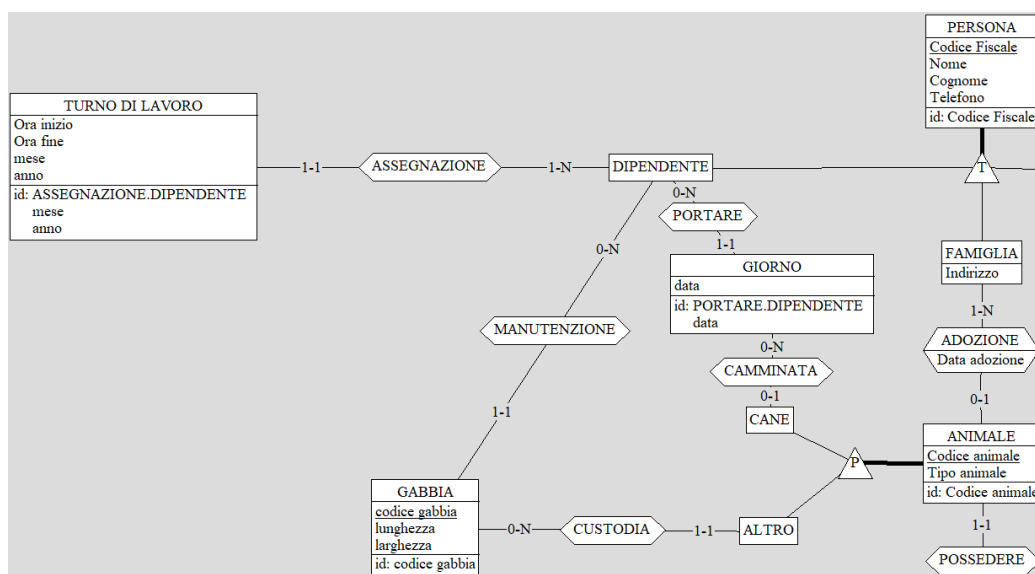 PERSONA
Codice Fiscale
Nome
Cognome
Telefono
id: Codice Fiscale
T
TURNO DI LAVORO
Ora inizio
Ora fine
mese
anno
id: ASSEGNAZIONE.DIPENDENTE
mese
anno
1-1
ASSEGNAZIONE
1-N
DIPENDENTE
0-N
PORTARE
1-1
GIORNO
data
id: PORTARE.DIPENDENTE
data
0-N
CAMMINATA
0-1
CANE
0-N
MANUTENZIONE
1-1
FAMIGLIA
Indirizzo
1-N
ADOZIONE
Data adozione
0-1
ANIMALE
Codice animale
Tipo animale
id: Codice animale
P
1-1
POSSEDERE
GABBIA
codice gabbia
lunghezza
larghezza
id: codice gabbia
0-N
CUSTODIA
1-1
ALTRO